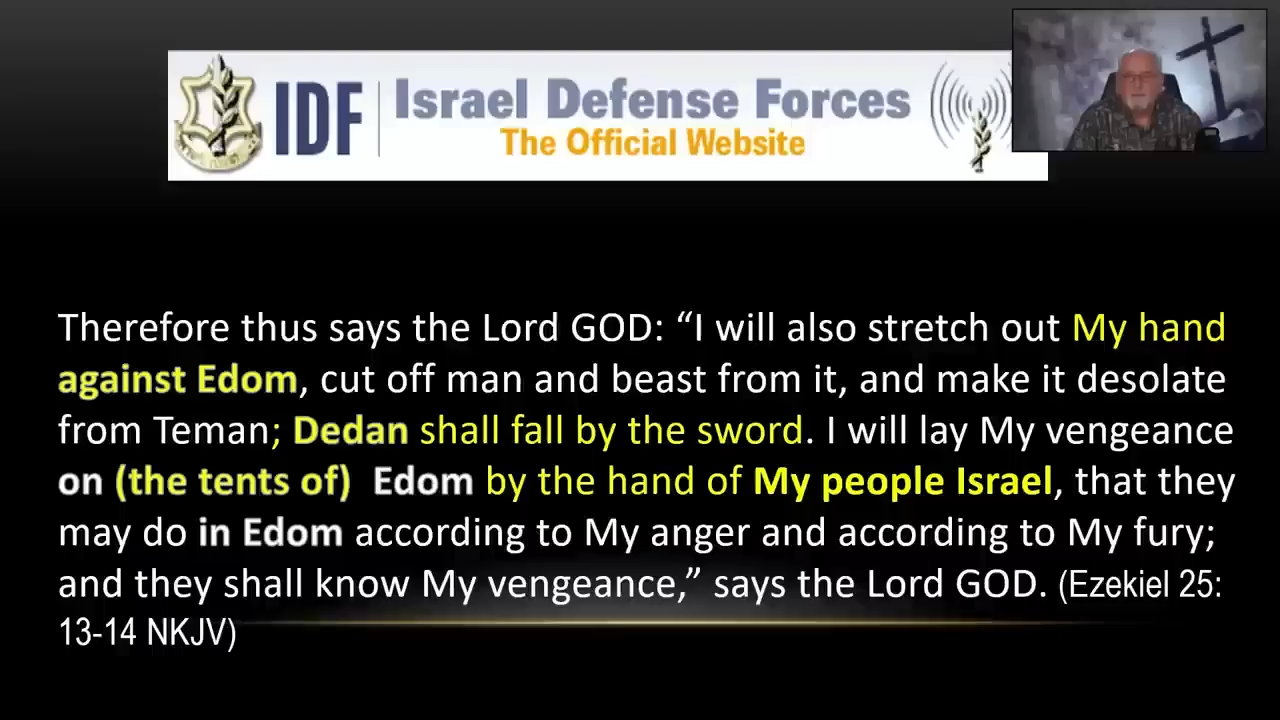 IDF
Israel Defense Forces
The Official Website
Therefore thus says the Lord GOD: “I will also stretch out My hand
against Edom, cut off man and beast from it, and make it desolate
from Teman; Dedan shall fall by the sword. I will lay My vengeance
on (the tents of) Edom by the hand of My people Israel, that they
may do in Edom according to My anger and according to My fury;
and they shall know My vengeance,” says the Lord GOD. (Ezekiel 25:
13-14 NKJV)